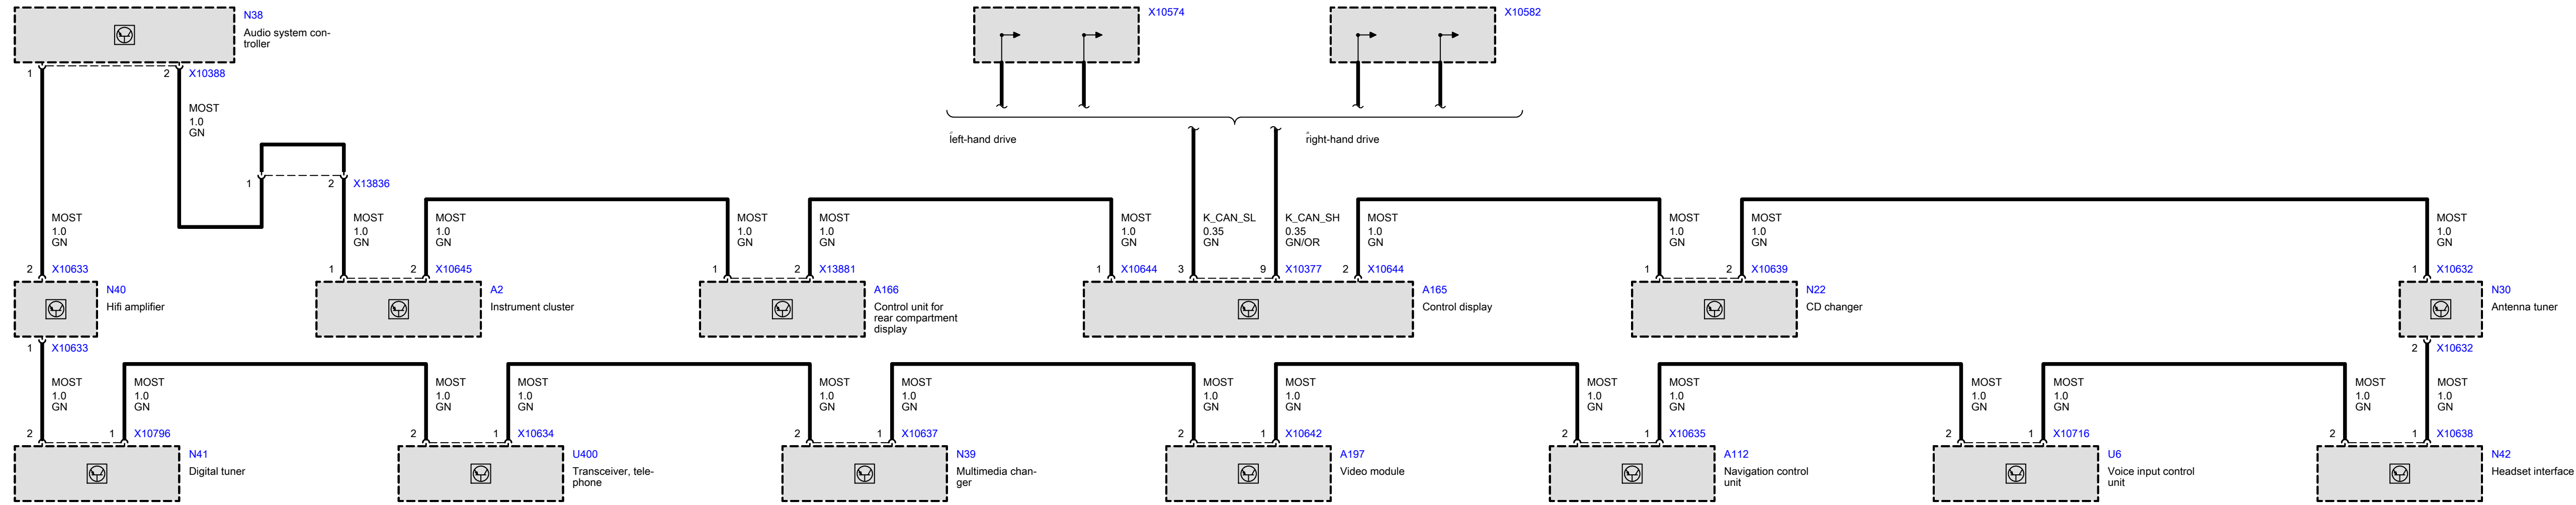 N38
Audio system con-
troller
X10574
X10582
1
2
X10388
MOST
1.0
GN
left-hand drive
right-hand drive
1
2
X13836
MOST
1.0
GN
MOST
1.0
GN
MOST
1.0
GN
MOST
1.0
GN
MOST
1.0
GN
MOST
1.0
GN
K_CAN_SL
0.35
GN
K_CAN_SH
0.35
GN/OR
MOST
1.0
GN
MOST
1.0
GN
MOST
1.0
GN
MOST
1.0
GN
2
X10633
1
2
X10645
1
2
X13881
1
X10644
3
9
X10377
2
X10644
1
2
X10639
1
X10632
N40
Hifi amplifier
A2
Instrument cluster
A166
Control unit for
rear compartment
display
A165
Control display
N22
CD changer
N30
Antenna tuner
1
X10633
2
X10632
MOST
1.0
GN
MOST
1.0
GN
MOST
1.0
GN
MOST
1.0
GN
MOST
1.0
GN
MOST
1.0
GN
MOST
1.0
GN
MOST
1.0
GN
MOST
1.0
GN
MOST
1.0
GN
MOST
1.0
GN
MOST
1.0
GN
MOST
1.0
GN
MOST
1.0
GN
2
1
X10796
2
1
X10634
2
1
X10637
2
1
X10642
2
1
X10635
2
1
X10716
2
1
X10638
N41
Digital tuner
U400
Transceiver, tele-
phone
N39
Multimedia chan-
ger
A197
Video module
A112
Navigation control
unit
U6
Voice input control
unit
N42
Headset interface